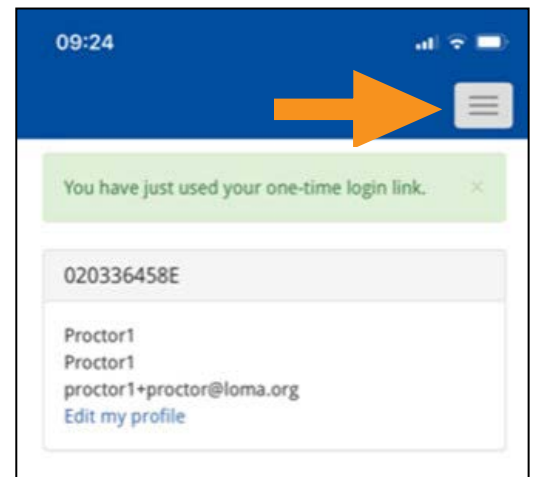 09:24
You have just used your one-time login link. ×
020336458E
Proctor1
Proctor1
proctor1+proctor@loma.org
Edit my profile